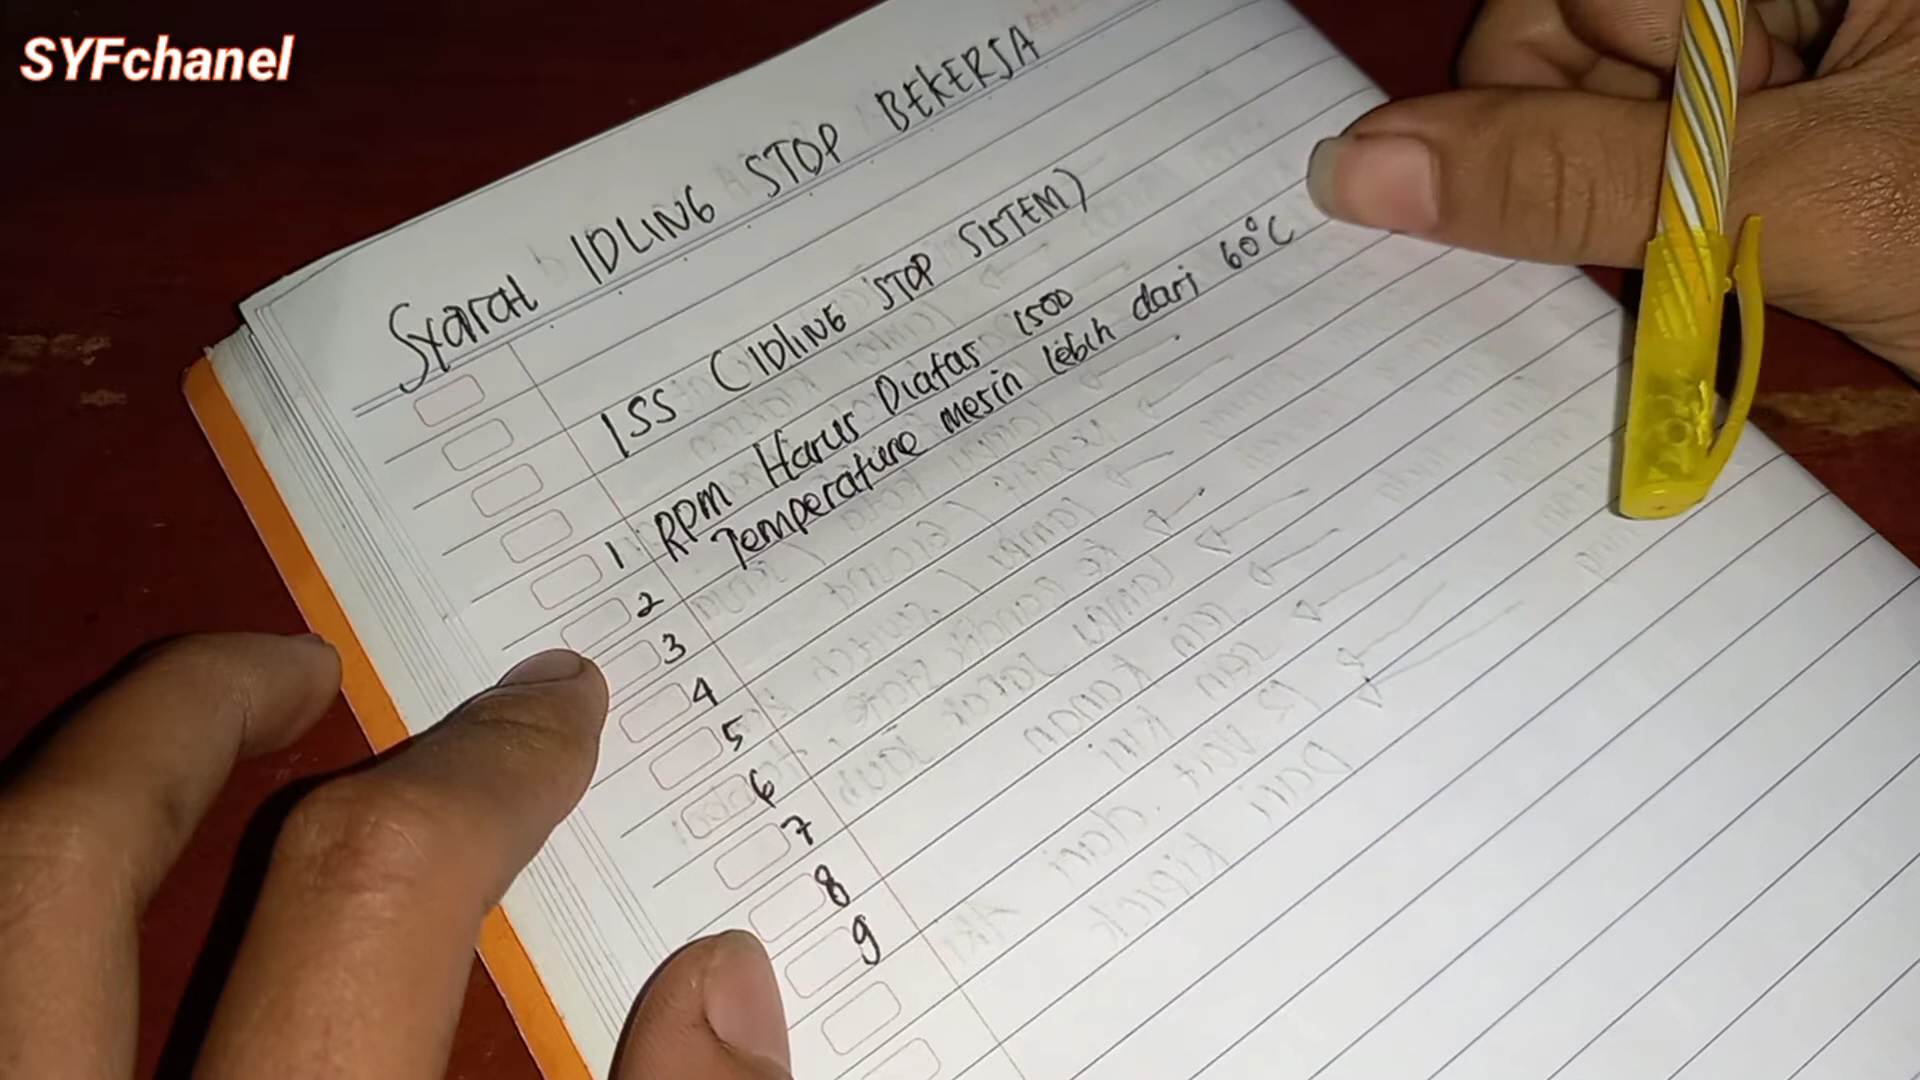 SYFchanel
Syarat IDLING STOP BEKERJA
ISS (IDLING STOP SISTEM)
1 RPM Harus Diatas 1500
2 Temperature mesin lebih dari 60°C
3
4
5
6
7
8
9